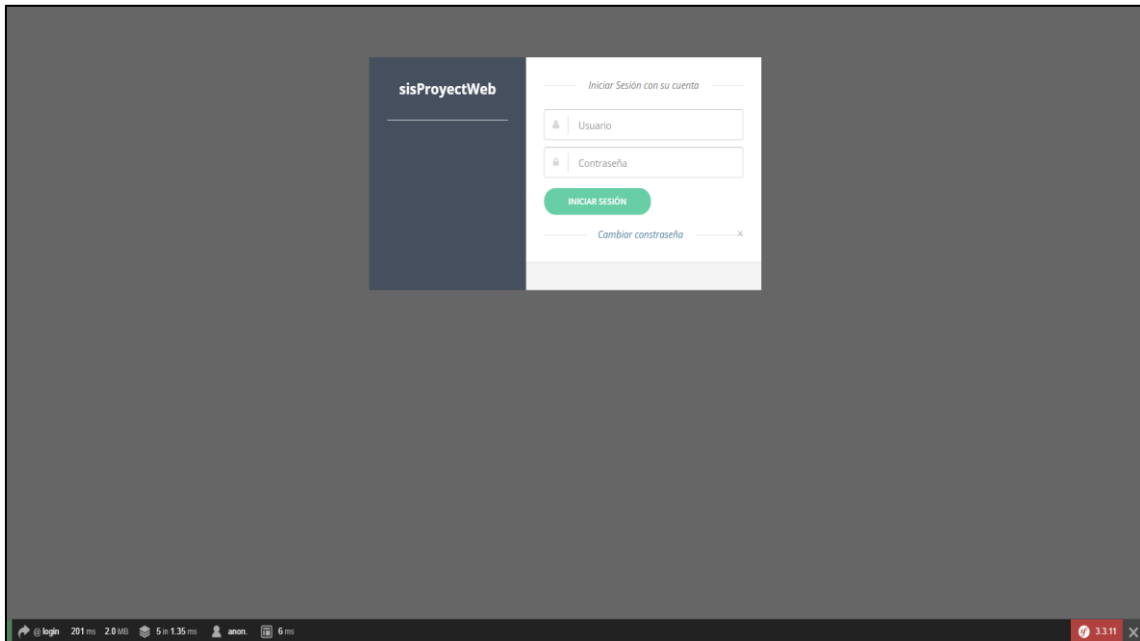 sisProyectWeb
Iniciar Sesión con su cuenta
Usuario
Contraseña
INICIAR SESIÓN
Cambiar constraseña
@ login 201 ms 2.0 MB 5 in 1.35 ms anon. 6 ms sf 3.3.11